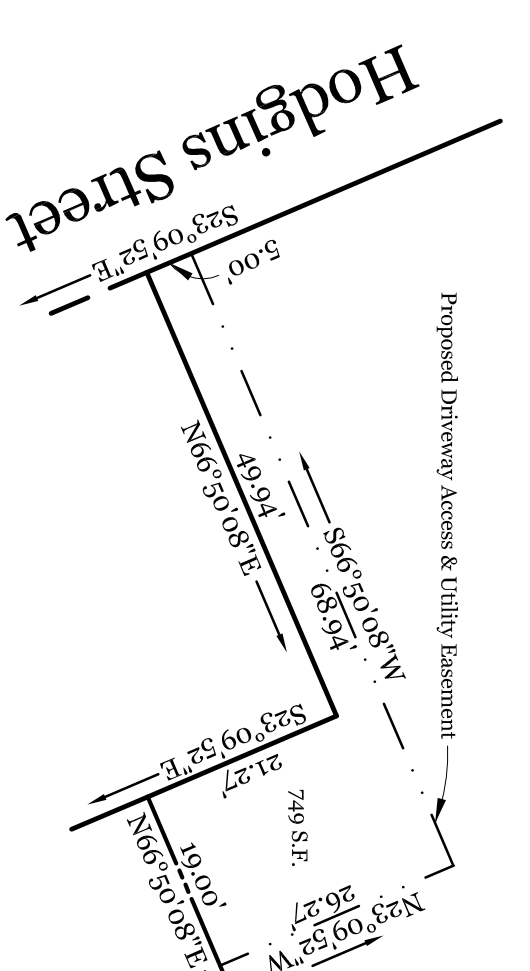 Hodgins Street
S23°09'52"E
5.00'
Proposed Driveway Access & Utility Easement
N66°50'08"E
49.94'
S66°50'08"W
68.94'
S23°09'52"E
21.27'
749 S.F.
N66°50'08"E
19.00'
26.27'
N23°09'52"W